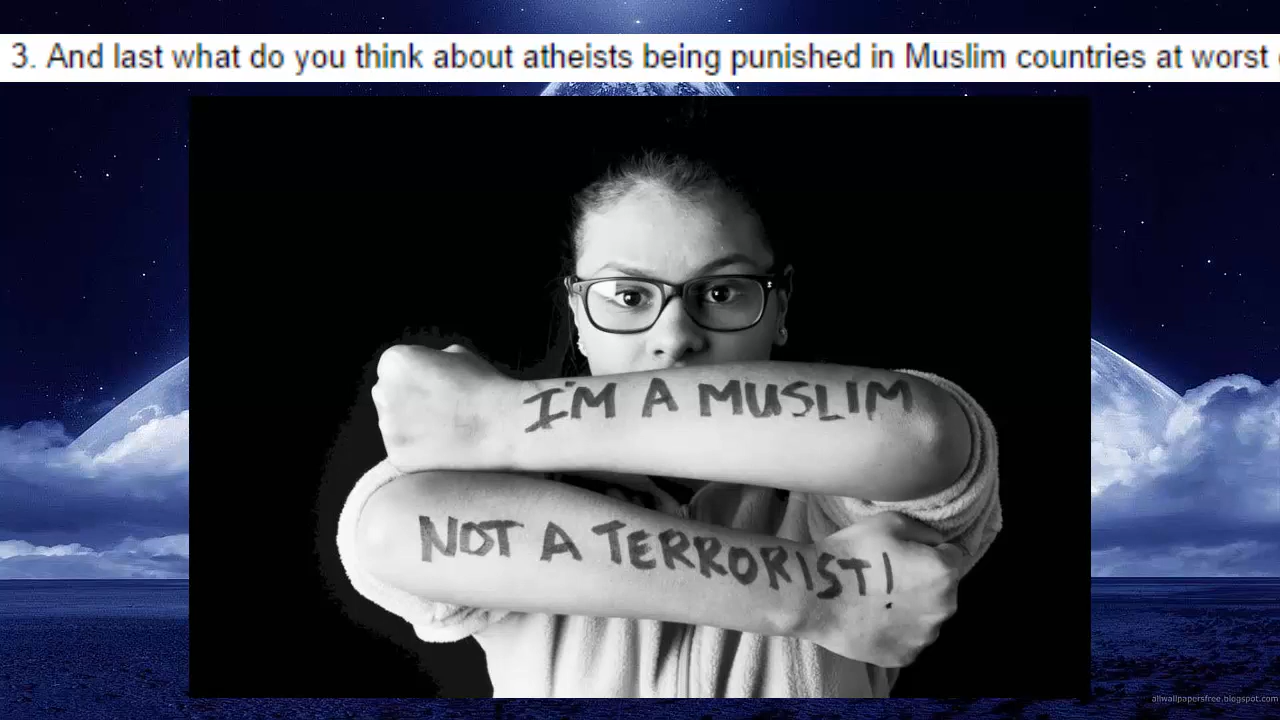 3. And last what do you think about atheists being punished in Muslim countries at worst
I'M A MUSLIM
NOT A TERRORIST!
allwallpapersfree.blogspot.com